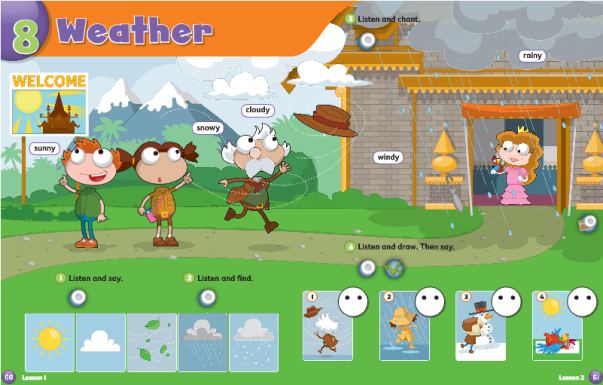 8 Weather
3 Listen and chant.
rainy
WELCOME
cloudy
snowy
sunny
windy
4 Listen and draw. Then say.
1 Listen and say.
2 Listen and find.
1
2
3
4
60 Lesson 1
Lesson 2 61